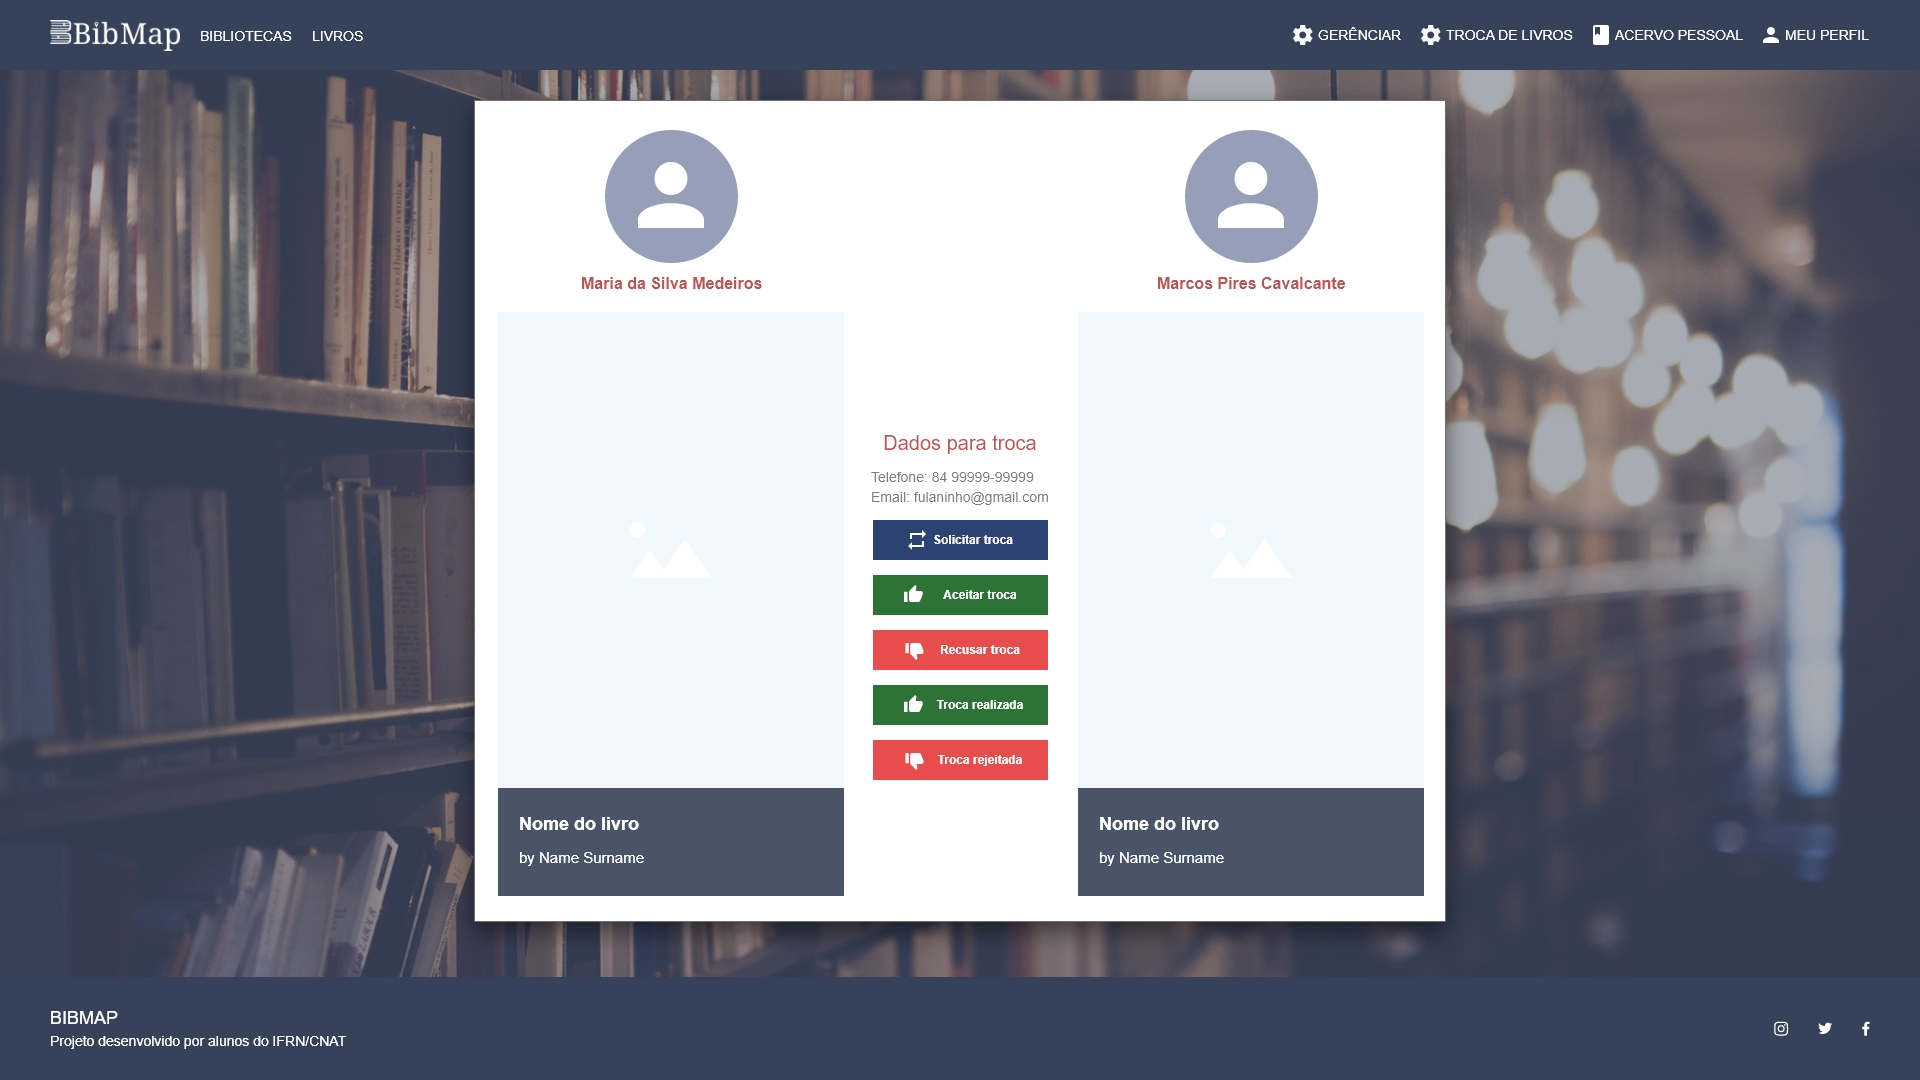 BibMap
BIBLIOTECAS
LIVROS
GERÊNCIAR
TROCA DE LIVROS
ACERVO PESSOAL
MEU PERFIL
Maria da Silva Medeiros
Marcos Pires Cavalcante
Dados para troca
Telefone: 84 99999-99999
Email: fulaninho@gmail.com
Solicitar troca
Aceitar troca
Recusar troca
Troca realizada
Troca rejeitada
Nome do livro
by Name Surname
Nome do livro
by Name Surname
BIBMAP
Projeto desenvolvido por alunos do IFRN/CNAT